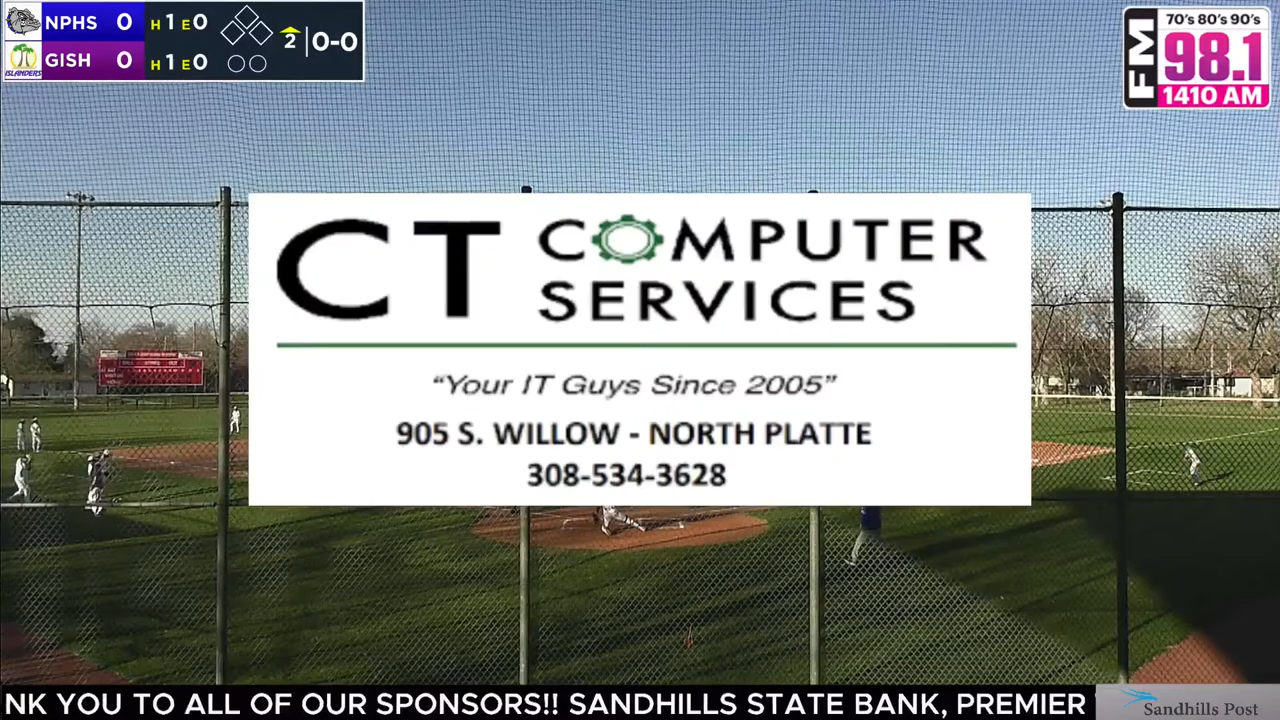 NPHS 0 H 1 E 0
2 0-0
ISLANDERS GISH 0 H 1 E 0
70's 80's 90's
FM 98.1
1410 AM
CT COMPUTER
SERVICES
“Your IT Guys Since 2005”
905 S. WILLOW - NORTH PLATTE
308-534-3628
NK YOU TO ALL OF OUR SPONSORS!! SANDHILLS STATE BANK, PREMIER
Sandhills Post